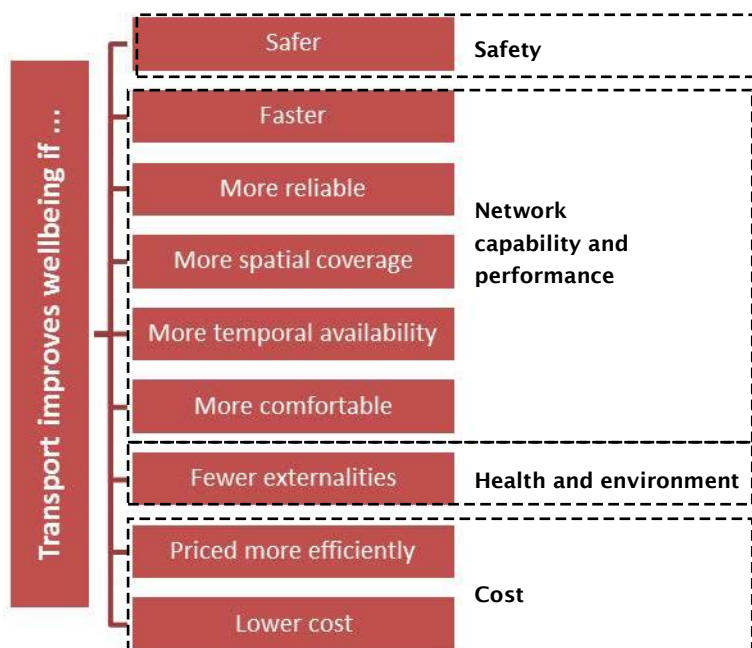 Transport improves wellbeing if ...
Safer
Safety
Faster
More reliable
More spatial coverage
More temporal availability
More comfortable
Network
capability and
performance
Fewer externalities
Health and environment
Priced more efficiently
Lower cost
Cost